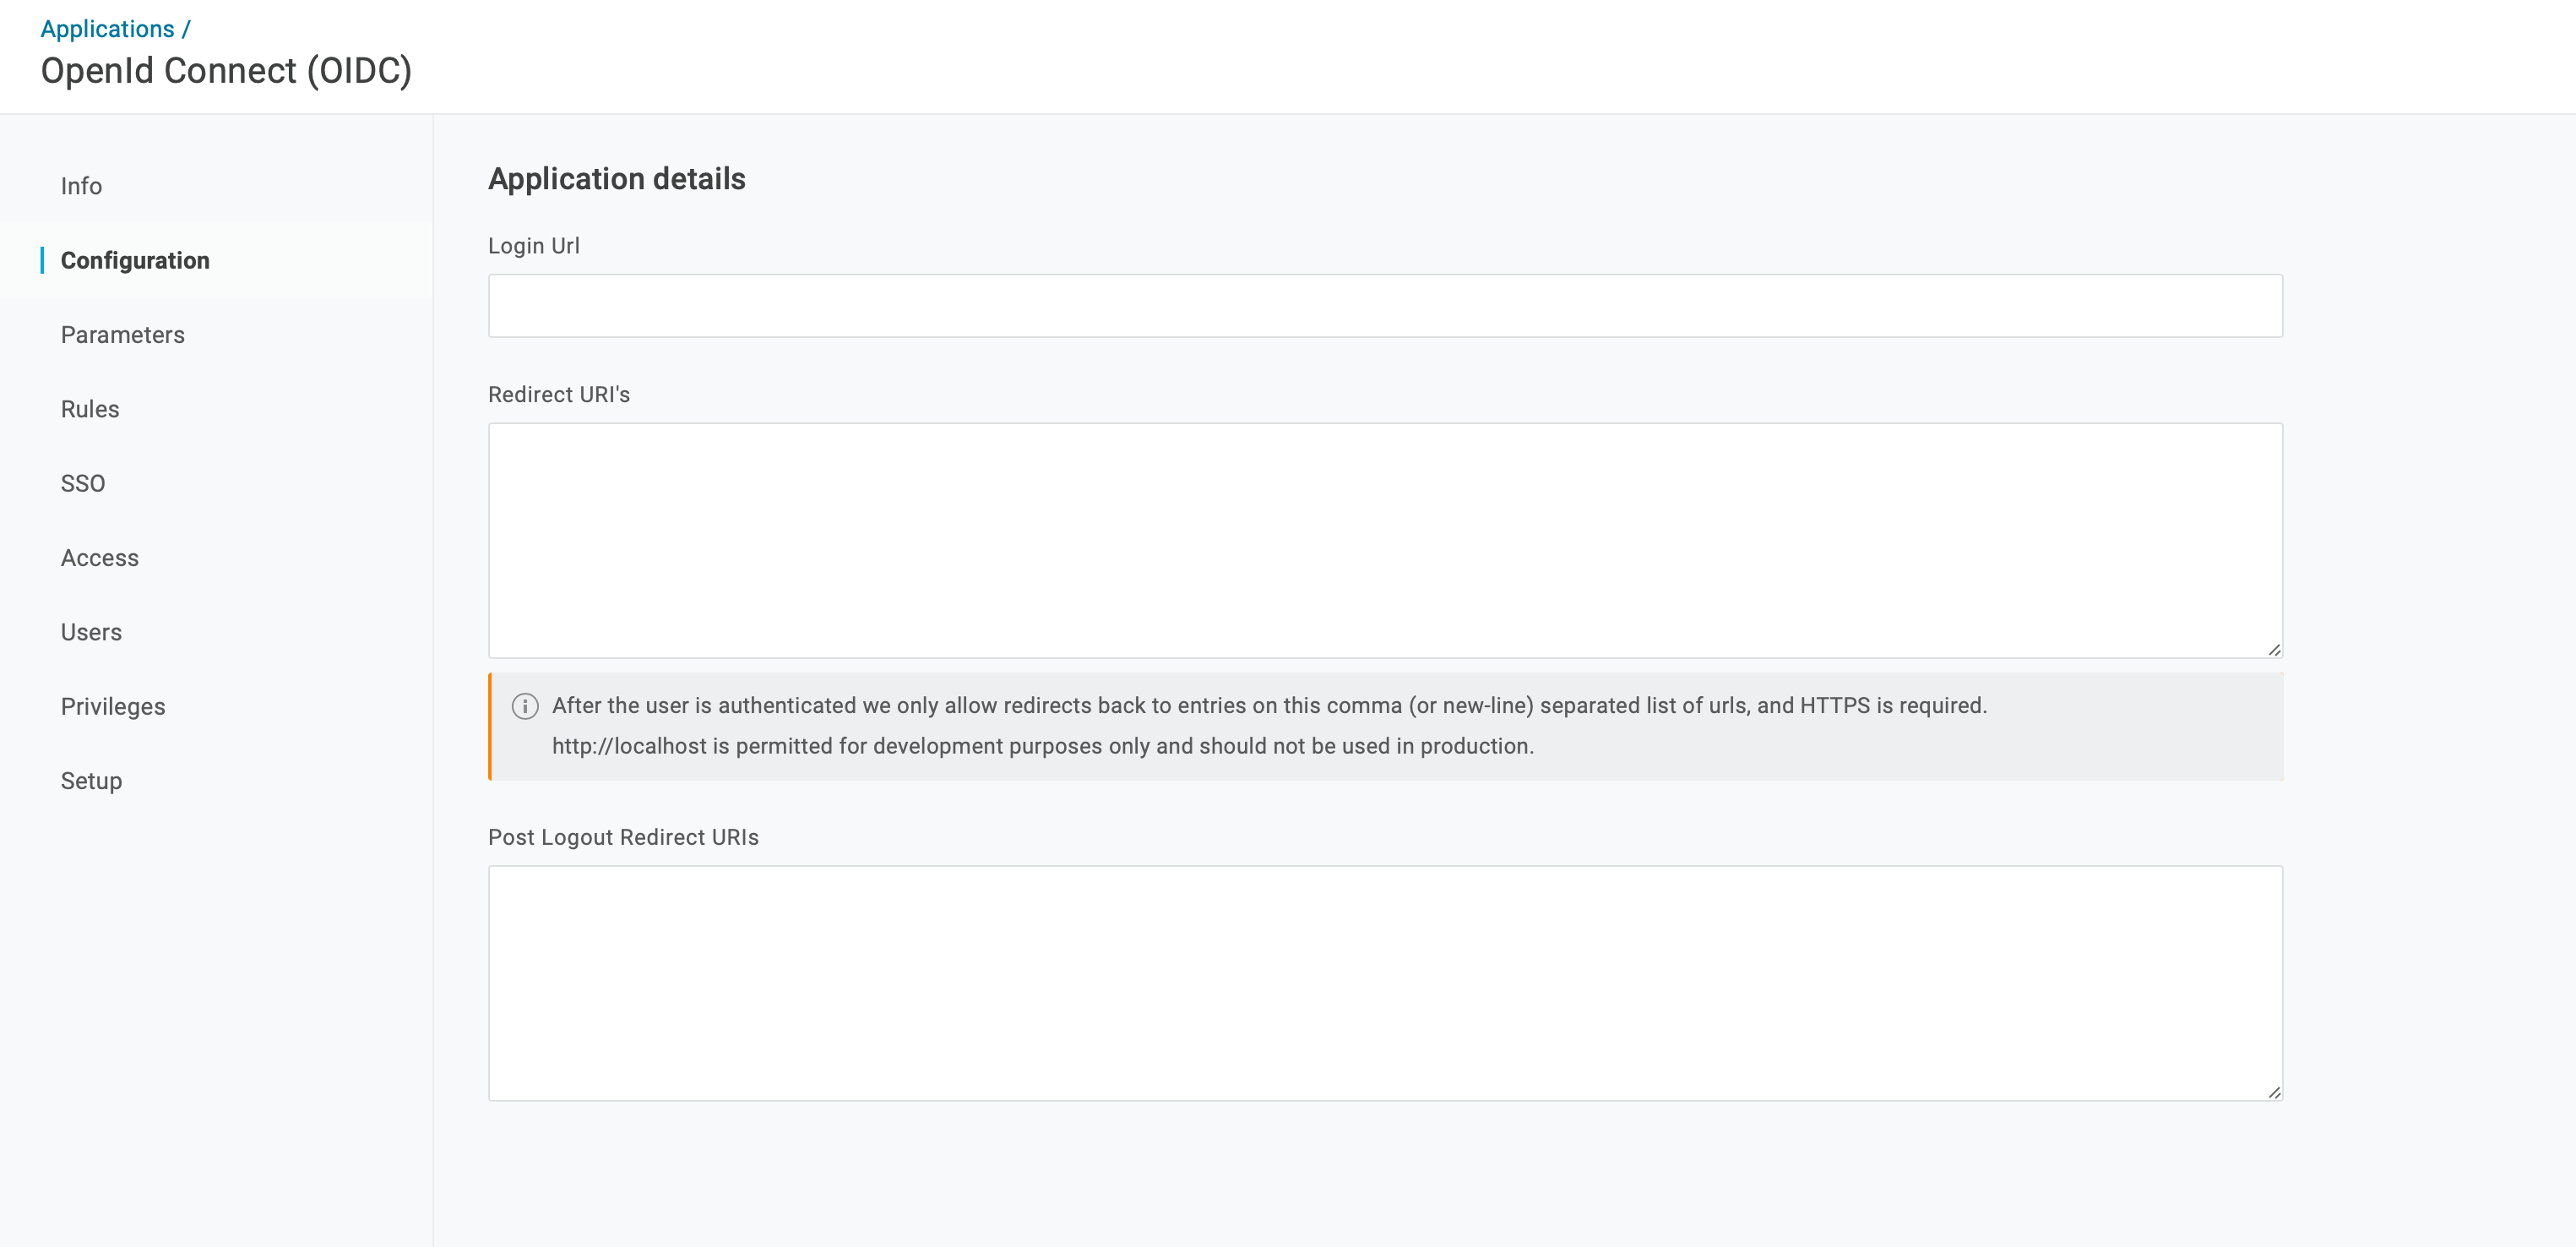 Applications /
OpenId Connect (OIDC)
Info
Configuration
Parameters
Rules
SSO
Access
Users
Privileges
Setup
Application details
Login Url
Redirect URI's
After the user is authenticated we only allow redirects back to entries on this comma (or new-line) separated list of urls, and HTTPS is required.
http://localhost is permitted for development purposes only and should not be used in production.
Post Logout Redirect URIs